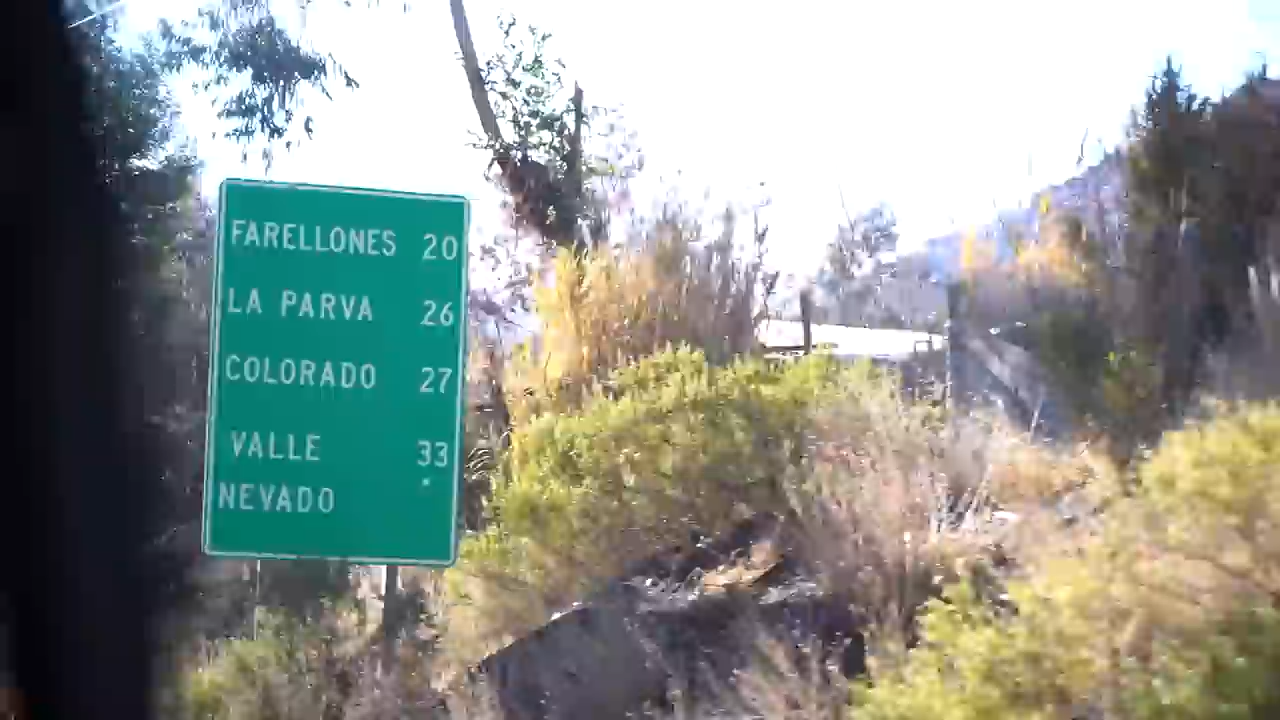 FARELLONES 20
LA PARVA 26
COLORADO 27
VALLE 33
NEVADO